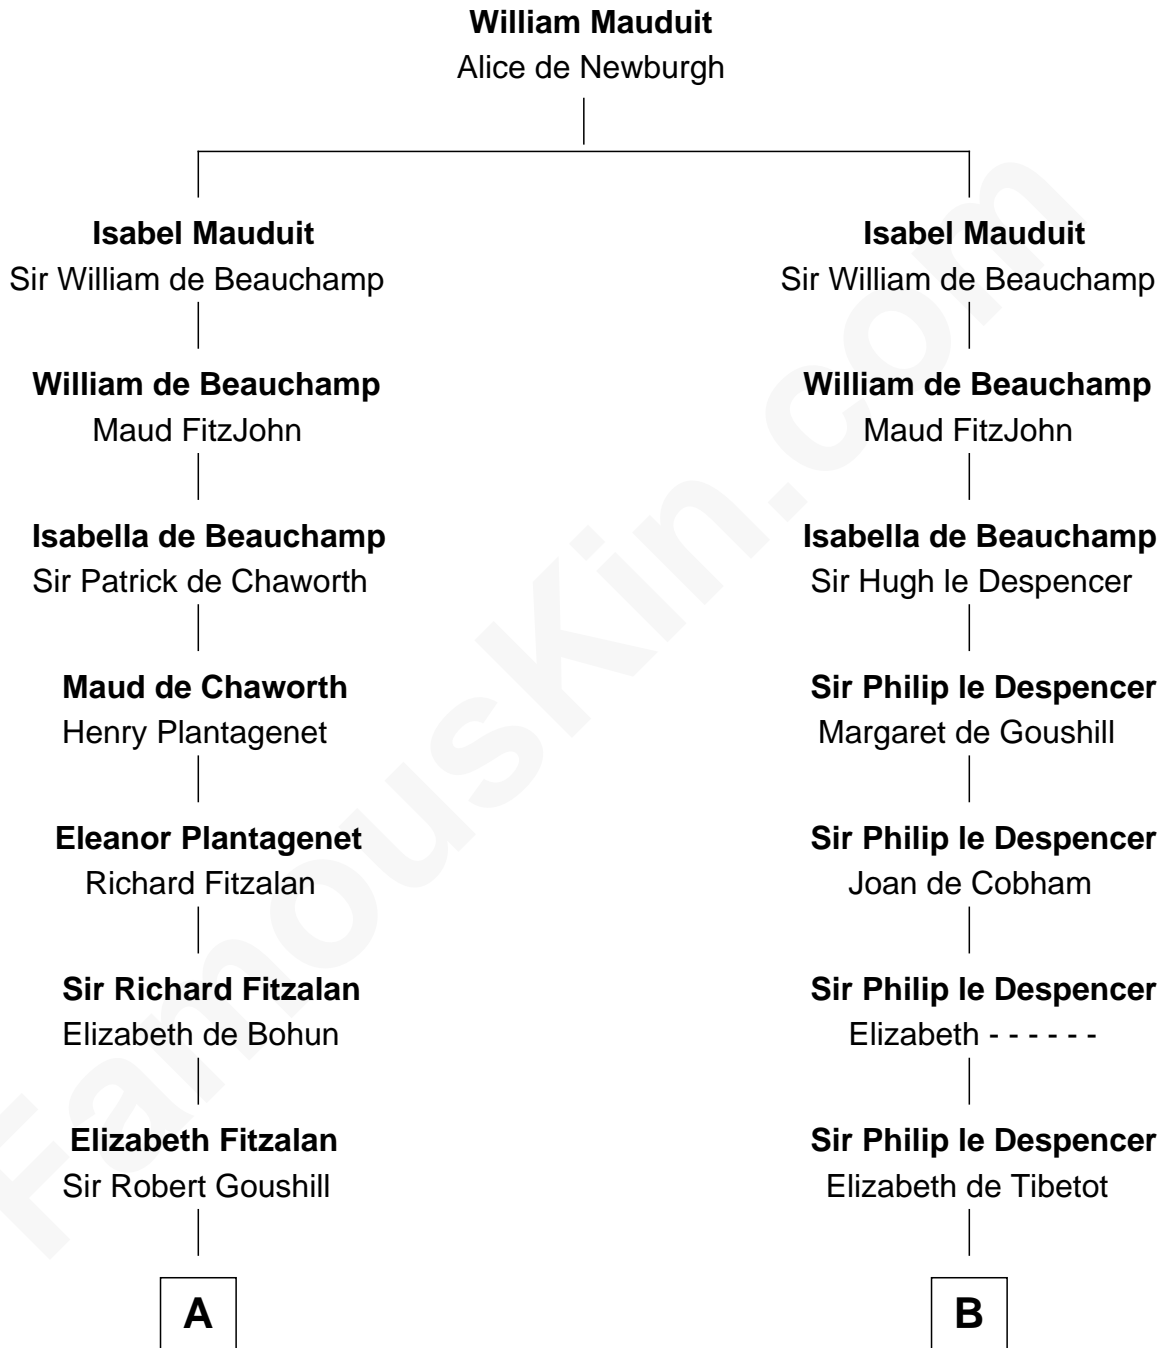 William Mauduit
Alice de Newburgh
Isabel Mauduit
Sir William de Beauchamp
Isabel Mauduit
Sir William de Beauchamp
William de Beauchamp
Maud FitzJohn
William de Beauchamp
Maud FitzJohn
Isabella de Beauchamp
Sir Patrick de Chaworth
Isabella de Beauchamp
Sir Hugh le Despencer
Maud de Chaworth
Henry Plantagenet
Sir Philip le Despencer
Margaret de Goushill
Eleanor Plantagenet
Richard Fitzalan
Sir Philip le Despencer
Joan de Cobham
Sir Richard Fitzalan
Elizabeth de Bohun
Sir Philip le Despencer
Elizabeth - - - - - -
Elizabeth Fitzalan
Sir Robert Goushill
Sir Philip le Despencer
Elizabeth de Tibetot
A
B
FamousKin.com